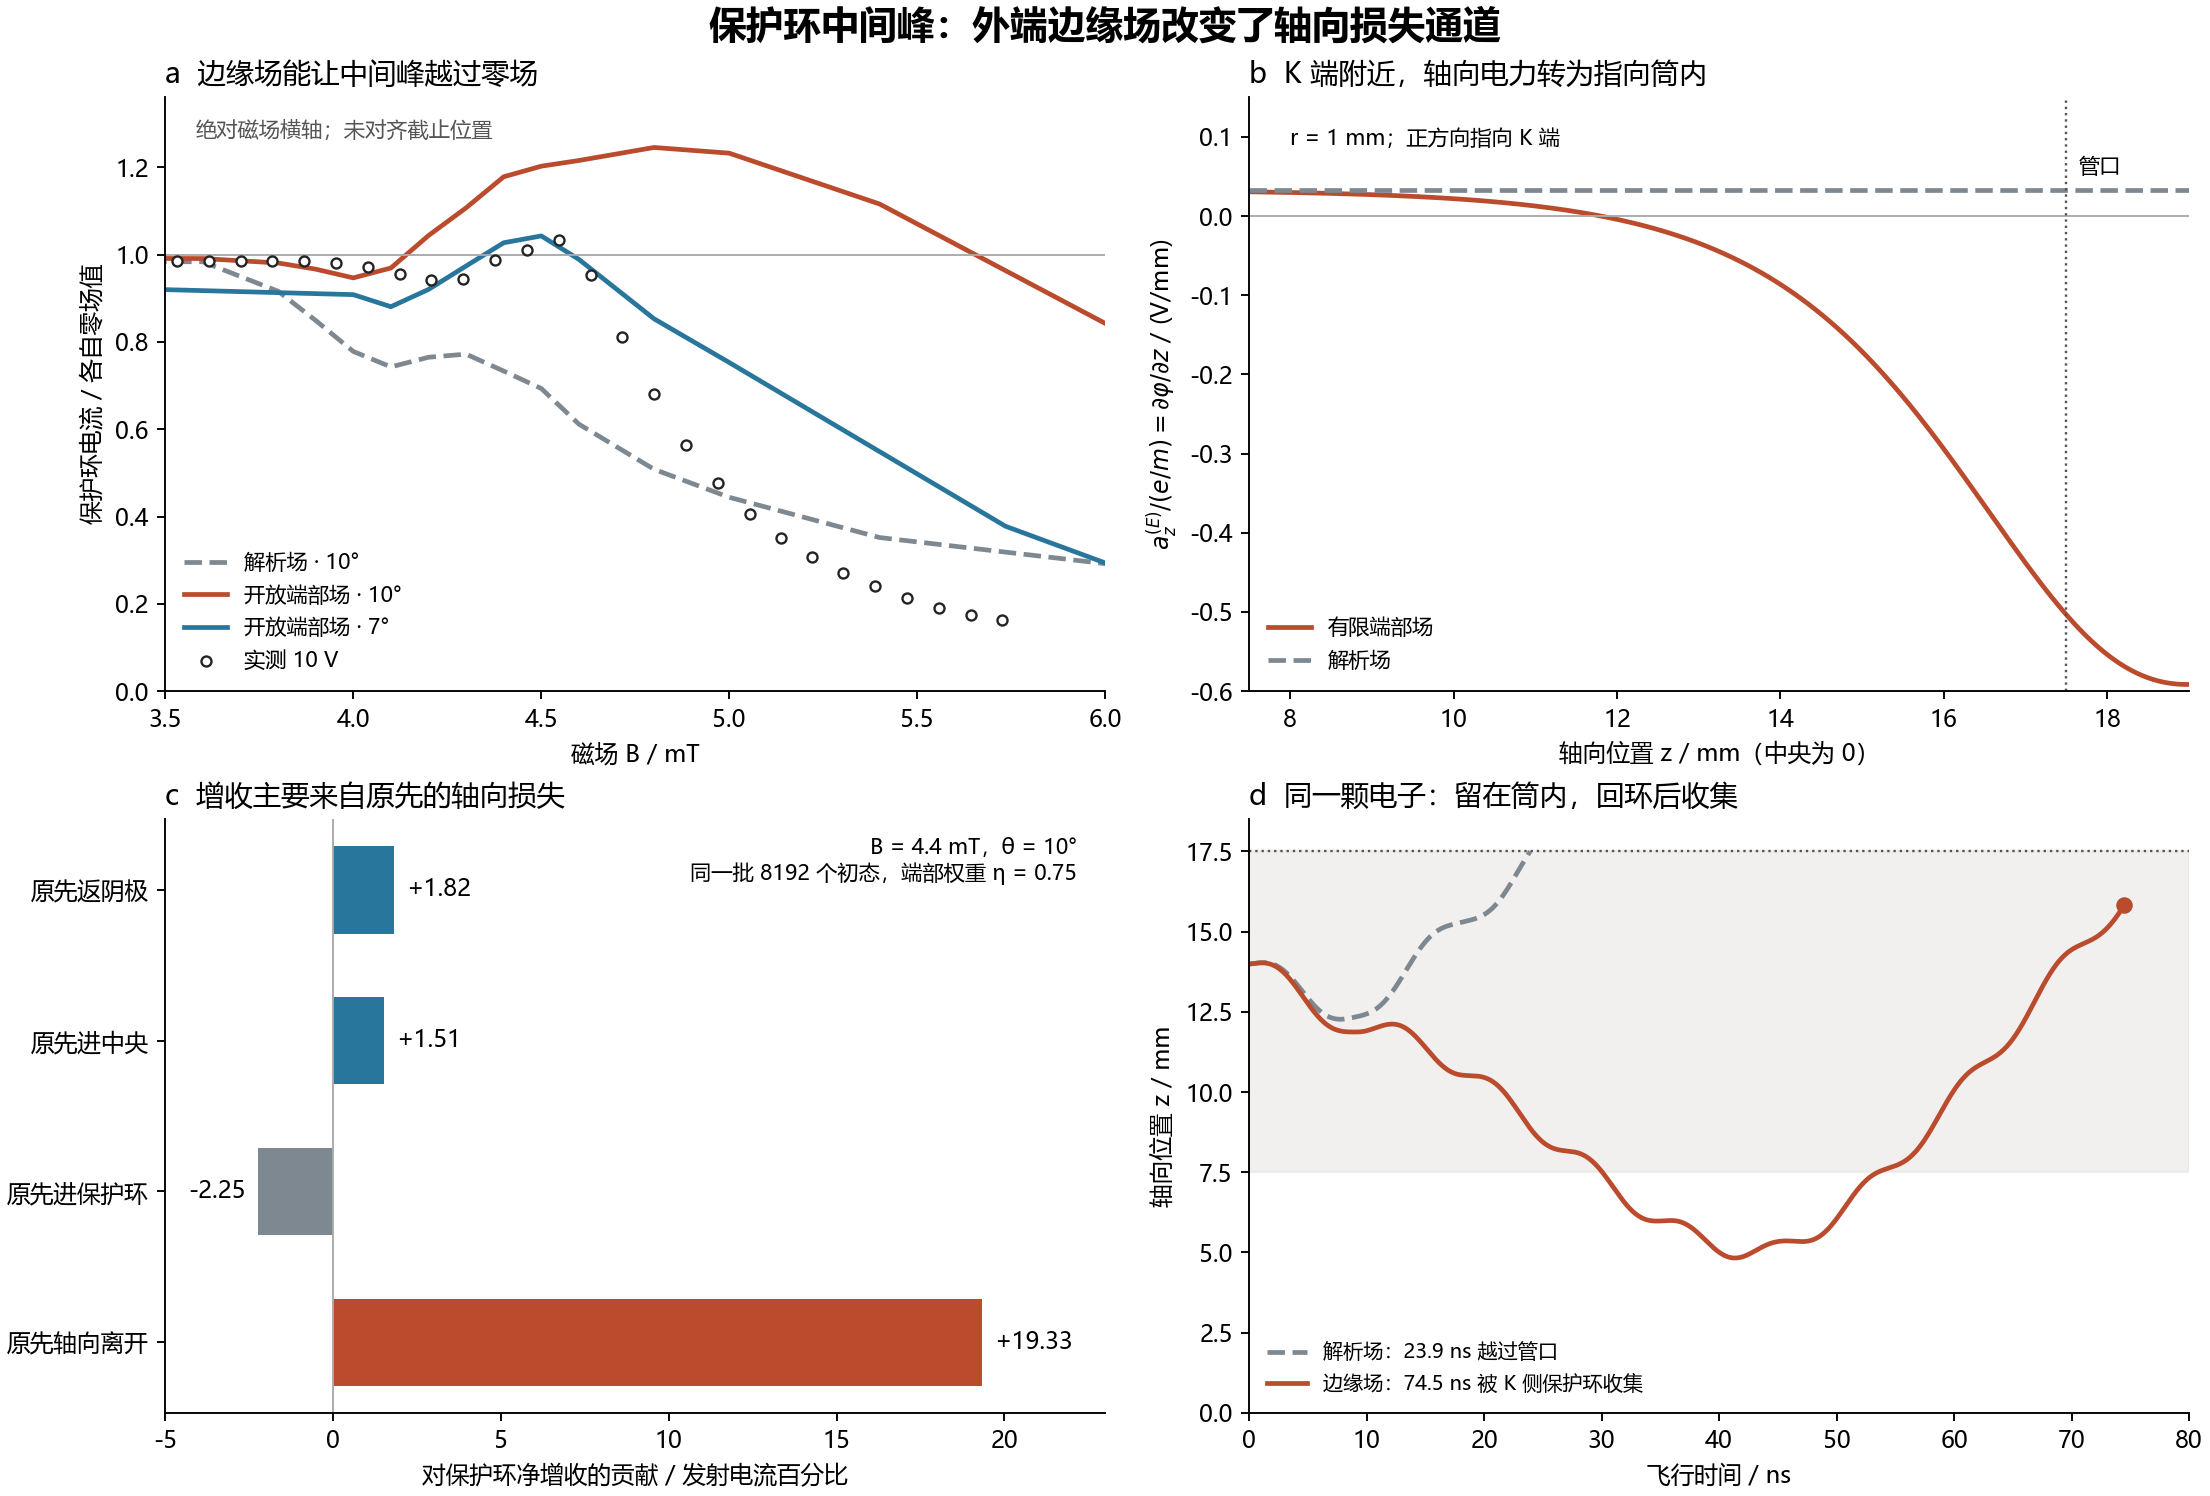 保护环中间峰：外端边缘场改变了轴向损失通道
a 边缘场能让中间峰越过零场
绝对磁场横轴；未对齐截止位置
保护环电流 / 各自零场值
1.2
1.0
0.8
0.6
0.4
0.2
0.0
解析场 · 10°
开放端部场 · 10°
开放端部场 · 7°
实测 10 V
3.5 4.0 4.5 5.0 5.5 6.0
磁场 B / mT
b K 端附近，轴向电力转为指向筒内
r = 1 mm；正方向指向 K 端
管口
a_z^(E)/(e/m) = ∂φ/∂z / (V/mm)
0.1
0.0
-0.1
-0.2
-0.3
-0.4
-0.5
-0.6
有限端部场
解析场
8 10 12 14 16 18
轴向位置 z / mm（中央为 0）
c 增收主要来自原先的轴向损失
B = 4.4 mT，θ = 10°
同一批 8192 个初态，端部权重 η = 0.75
原先返阴极
+1.82
原先进中央
+1.51
原先进保护环
-2.25
原先轴向离开
+19.33
-5 0 5 10 15 20
对保护环净增收的贡献 / 发射电流百分比
d 同一颗电子：留在筒内，回环后收集
轴向位置 z / mm
17.5
15.0
12.5
10.0
7.5
5.0
2.5
0.0
解析场：23.9 ns 越过管口
边缘场：74.5 ns 被 K 侧保护环收集
0 10 20 30 40 50 60 70 80
飞行时间 / ns